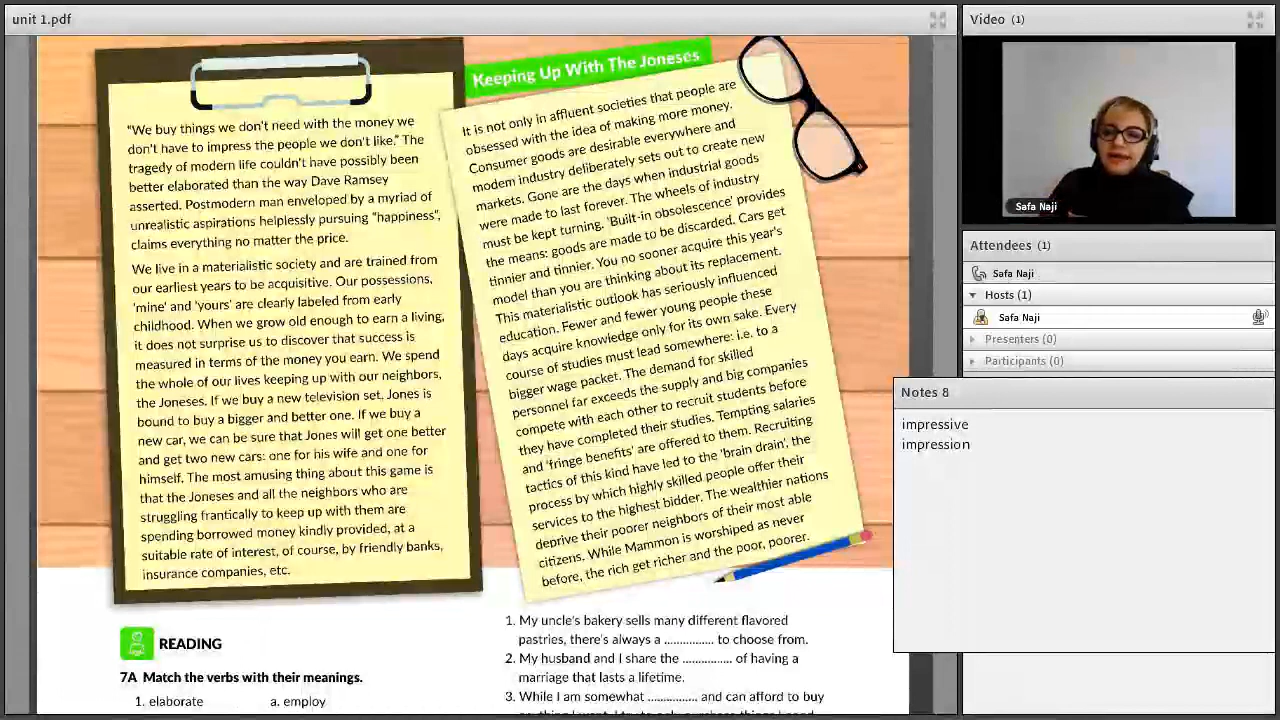 unit 1.pdf
"We buy things we don't need with the money we
don't have to impress the people we don't like." The
tragedy of modern life couldn't have possibly been
better elaborated than the way Dave Ramsey
asserted. Postmodern man enveloped by a myriad of
unrealistic aspirations helplessly pursuing "happiness",
claims everything no matter the price.
We live in a materialistic society and are trained from
our earliest years to be acquisitive. Our possessions,
'mine' and 'yours' are clearly labeled from early
childhood. When we grow old enough to earn a living,
it does not surprise us to discover that success is
measured in terms of the money you earn. We spend
the whole of our lives keeping up with our neighbors,
the Joneses. If we buy a new television set, Jones is
bound to buy a bigger and better one. If we buy a
new car, we can be sure that Jones will get one better
and get two new cars: one for his wife and one for
himself. The most amusing thing about this game is
that the Joneses and all the neighbors who are
struggling frantically to keep up with them are
spending borrowed money kindly provided, at a
suitable rate of interest, of course, by friendly banks,
insurance companies, etc.
Keeping Up With The Joneses
It is not only in affluent societies that people are
obsessed with the idea of making more money.
Consumer goods are desirable everywhere and
modern industry deliberately sets out to create new
markets. Gone are the days when industrial goods
were made to last forever. The wheels of industry
must be kept turning. 'Built-in obsolescence' provides
the means: goods are made to be discarded. Cars get
tinnier and tinnier. You no sooner acquire this year's
model than you are thinking about its replacement.
This materialistic outlook has seriously influenced
education. Fewer and fewer young people these
days acquire knowledge only for its own sake. Every
course of studies must lead somewhere: i.e. to a
bigger wage packet. The demand for skilled
personnel far exceeds the supply and big companies
compete with each other to recruit students before
they have completed their studies. Tempting salaries
and 'fringe benefits' are offered to them. Recruiting
tactics of this kind have led to the 'brain drain', the
process by which highly skilled people offer their
services to the highest bidder. The wealthier nations
deprive their poorer neighbors of their most able
citizens. While Mammon is worshiped as never
before, the rich get richer and the poor, poorer.
READING
7A Match the verbs with their meanings.
1. elaborate a. employ
1. My uncle's bakery sells many different flavored
pastries, there's always a ................ to choose from.
2. My husband and I share the ................ of having a
marriage that lasts a lifetime.
3. While I am somewhat ................ and can afford to buy
Video (1)
Safa Naji
Attendees (1)
Safa Naji
Hosts (1)
Safa Naji
Presenters (0)
Participants (0)
Notes 8
impressive
impression